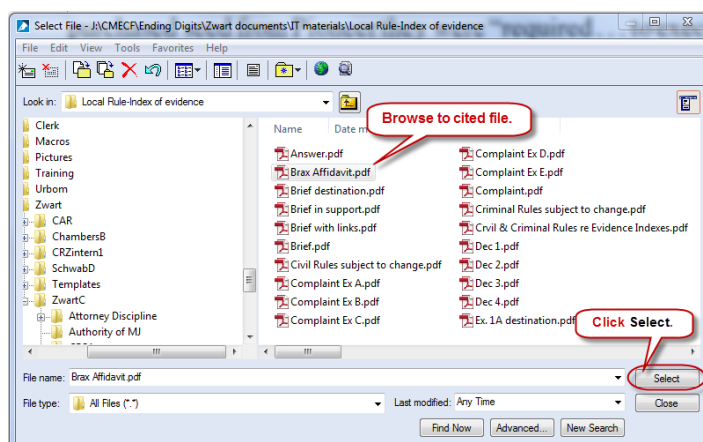 Select File - J:\CMECF\Ending Digits\Zwart documents\IT materials\Local Rule-Index of evidence
File Edit View Tools Favorites Help
Look in: Local Rule-Index of evidence
Clerk
Macros
Pictures
Training
Urbom
Zwart
CAR
ChambersB
CRZintern1
SchwabD
Templates
ZwartC
Attorney Discipline
Authority of MJ
Name Date m
Browse to cited file.
Answer.pdf
Brax Affidavit.pdf
Brief destination.pdf
Brief in support.pdf
Brief with links.pdf
Brief.pdf
Civil Rules subject to change.pdf
Complaint Ex A.pdf
Complaint Ex B.pdf
Complaint Ex C.pdf
Complaint Ex D.pdf
Complaint Ex E.pdf
Complaint.pdf
Criminal Rules subject to change.pdf
Crvil & Criminal Rules re Evidence Indexes.pdf
Dec 1.pdf
Dec 2.pdf
Dec 3.pdf
Dec 4.pdf
Ex. 1A destination.pdf
Click Select.
File name: Brax Affidavit.pdf Select
File type: All Files (*.*) Last modified: Any Time Close
Find Now Advanced... New Search